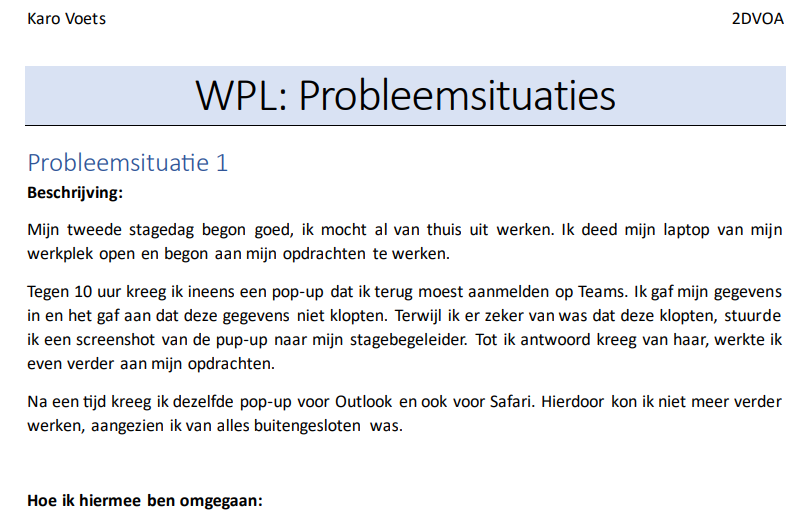 Karo Voets 2DVOA
WPL: Probleemsituaties
Probleemsituatie 1
Beschrijving:
Mijn tweede stagedag begon goed, ik mocht al van thuis uit werken. Ik deed mijn laptop van mijn
werkplek open en begon aan mijn opdrachten te werken.
Tegen 10 uur kreeg ik ineens een pop-up dat ik terug moest aanmelden op Teams. Ik gaf mijn gegevens
in en het gaf aan dat deze gegevens niet klopten. Terwijl ik er zeker van was dat deze klopten, stuurde
ik een screenshot van de pup-up naar mijn stagebegeleider. Tot ik antwoord kreeg van haar, werkte ik
even verder aan mijn opdrachten.
Na een tijd kreeg ik dezelfde pop-up voor Outlook en ook voor Safari. Hierdoor kon ik niet meer verder
werken, aangezien ik van alles buitengesloten was.
Hoe ik hiermee ben omgegaan: